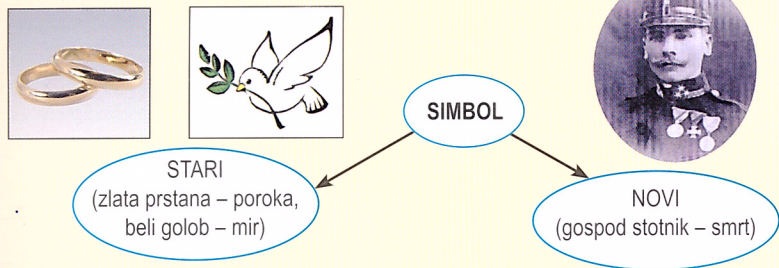 SIMBOL
STARI
(zlata prstana – poroka,
beli golob – mir)
NOVI
(gospod stotnik – smrt)